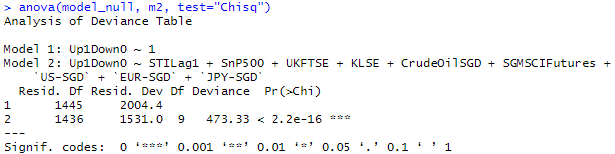 > anova(model_null, m2, test="Chisq")
Analysis of Deviance Table

Model 1: Up1Down0 ~ 1
Model 2: Up1Down0 ~ STILag1 + SnP500 + UKFTSE + KLSE + CrudeOilSGD + SGMSCIFutures +
    `US-SGD` + `EUR-SGD` + `JPY-SGD`
  Resid. Df Resid. Dev Df Deviance  Pr(>Chi)
1      1445     2004.4
2      1436     1531.0  9   473.33 < 2.2e-16 ***
---
Signif. codes:  0 ‘***’ 0.001 ‘**’ 0.01 ‘*’ 0.05 ‘.’ 0.1 ‘ ’ 1